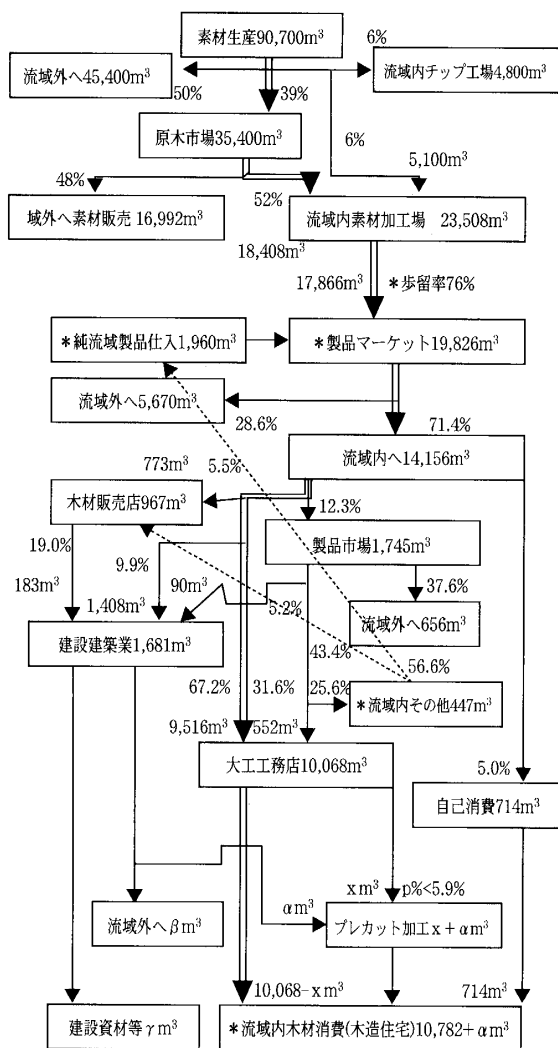 素材生産90,700m³
6%
流域外へ45,400m³
流域内チップ工場4,800m³
50%
39%
原木市場35,400m³
6%
5,100m³
48%
52%
域外へ素材販売 16,992m³
流域内素材加工場 23,508m³
18,408m³
17,866m³
*歩留率76%
*純流域製品仕入1,960m³
*製品マーケット19,826m³
流域外へ5,670m³
28.6%
71.4%
流域内へ14,156m³
773m³
5.5%
木材販売店967m³
12.3%
製品市場1,745m³
19.0%
9.9%
183m³
90m³
37.6%
1,408m³
5.2%
流域外へ656m³
建設建築業1,681m³
43.4%
56.6%
67.2%
31.6%
25.6%
*流域内その他447m³
9,516m³
552m³
大工工務店10,068m³
5.0%
自己消費714m³
xm³
p%<5.9%
流域外へβm³
αm³
プレカット加工x+αm³
10,068-xm³
714m³
建設資材等γm³
*流域内木材消費(木造住宅)10,782+αm³